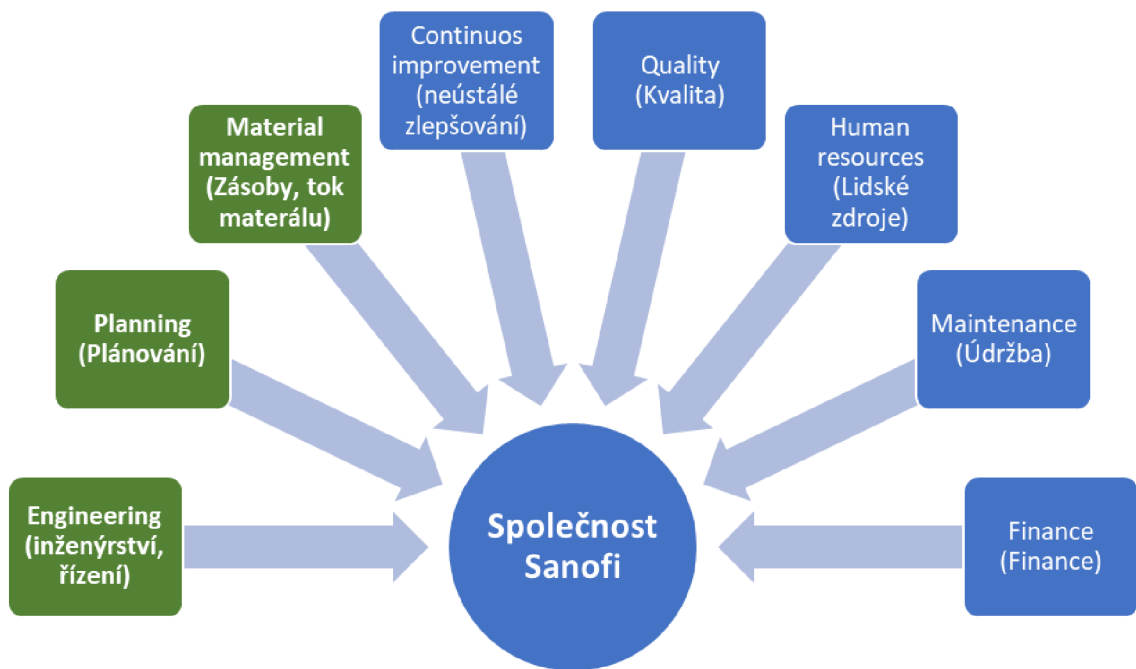 Engineering
(inženýrství,
řízení)
Planning
(Plánování)
Material
management
(Zásoby, tok
materálu)
Continuos
improvement
(neústálé
zlepšování)
Quality
(Kvalita)
Human
resources
(Lidské
zdroje)
Maintenance
(Údržba)
Finance
(Finance)
Společnost
Sanofi